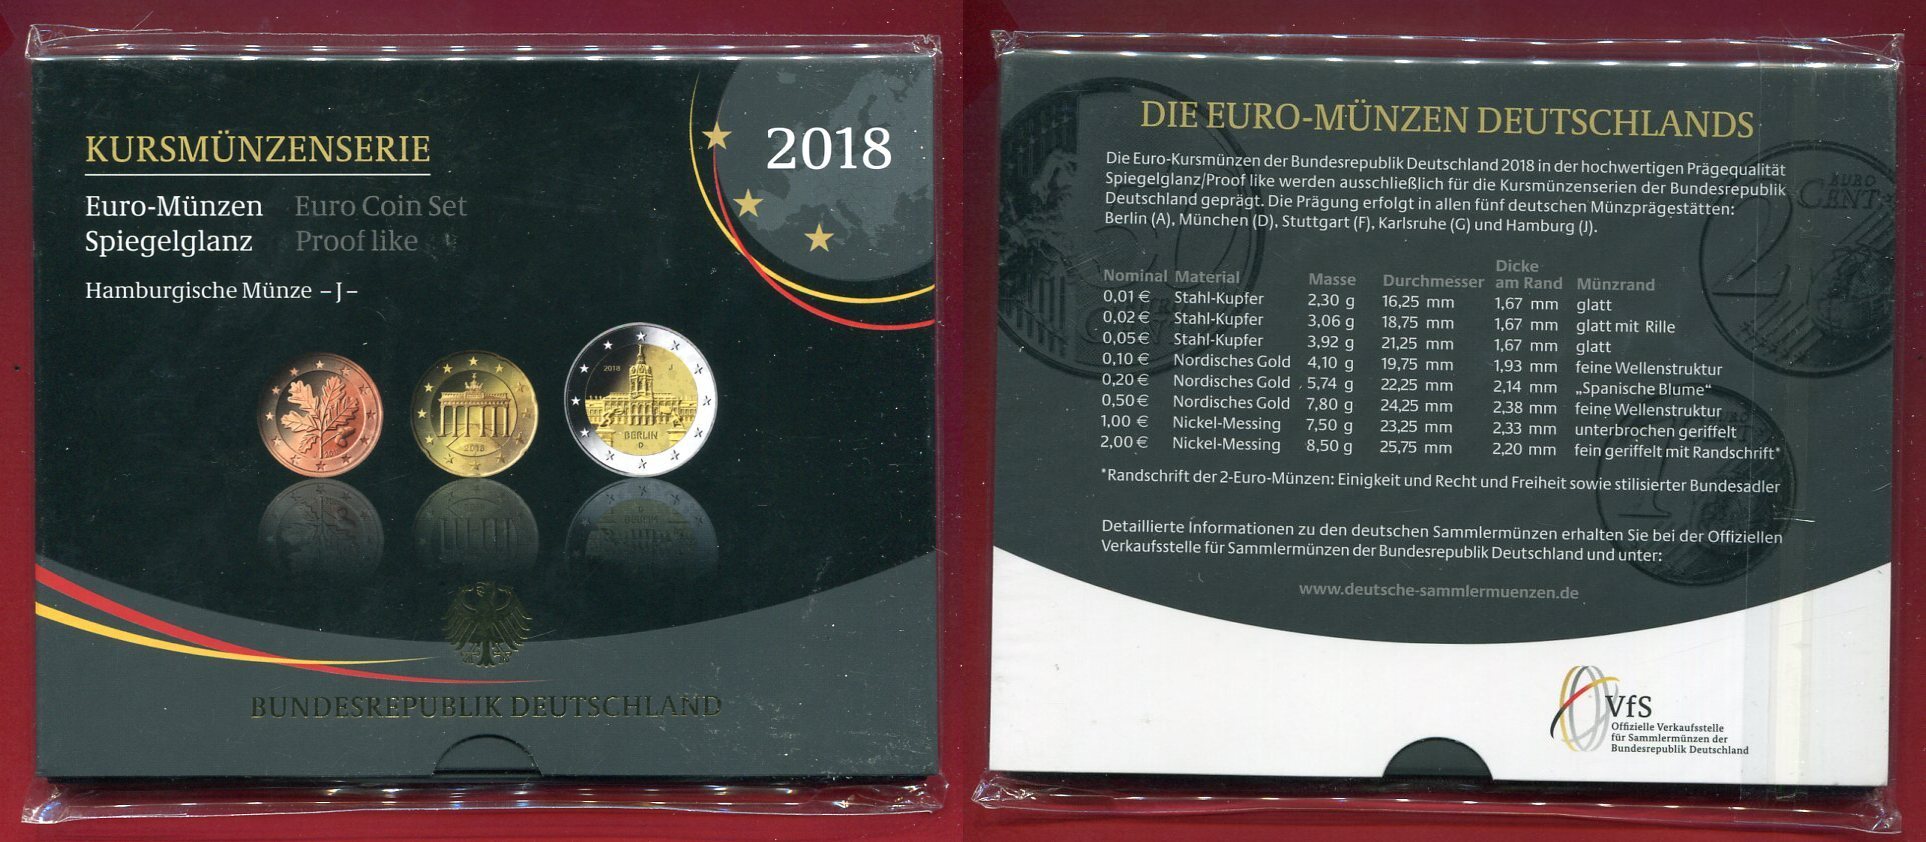 KURSMÜNZENSERIE
2018
Euro-Münzen Euro Coin Set
Spiegelglanz Proof like
Hamburgische Münze – J –
2018
2018 J
BERLIN
D
BUNDESREPUBLIK DEUTSCHLAND
DIE EURO-MÜNZEN DEUTSCHLANDS
Die Euro-Kursmünzen der Bundesrepublik Deutschland 2018 in der hochwertigen Prägequalität
Spiegelglanz/Proof like werden ausschließlich für die Kursmünzenserien der Bundesrepublik
Deutschland geprägt. Die Prägung erfolgt in allen fünf deutschen Münzprägestätten:
Berlin (A), München (D), Stuttgart (F), Karlsruhe (G) und Hamburg (J).
Nominal Material Masse Durchmesser Dicke am Rand Münzrand
0,01 € Stahl-Kupfer 2,30 g 16,25 mm 1,67 mm glatt
0,02 € Stahl-Kupfer 3,06 g 18,75 mm 1,67 mm glatt mit Rille
0,05 € Stahl-Kupfer 3,92 g 21,25 mm 1,67 mm glatt
0,10 € Nordisches Gold 4,10 g 19,75 mm 1,93 mm feine Wellenstruktur
0,20 € Nordisches Gold 5,74 g 22,25 mm 2,14 mm „Spanische Blume“
0,50 € Nordisches Gold 7,80 g 24,25 mm 2,38 mm feine Wellenstruktur
1,00 € Nickel-Messing 7,50 g 23,25 mm 2,33 mm unterbrochen geriffelt
2,00 € Nickel-Messing 8,50 g 25,75 mm 2,20 mm fein geriffelt mit Randschrift*
*Randschrift der 2-Euro-Münzen: Einigkeit und Recht und Freiheit sowie stilisierter Bundesadler
Detaillierte Informationen zu den deutschen Sammlermünzen erhalten Sie bei der Offiziellen
Verkaufsstelle für Sammlermünzen der Bundesrepublik Deutschland und unter:
www.deutsche-sammlermuenzen.de
VfS
Offizielle Verkaufsstelle
für Sammlermünzen der
Bundesrepublik Deutschland
2 EURO
CENT